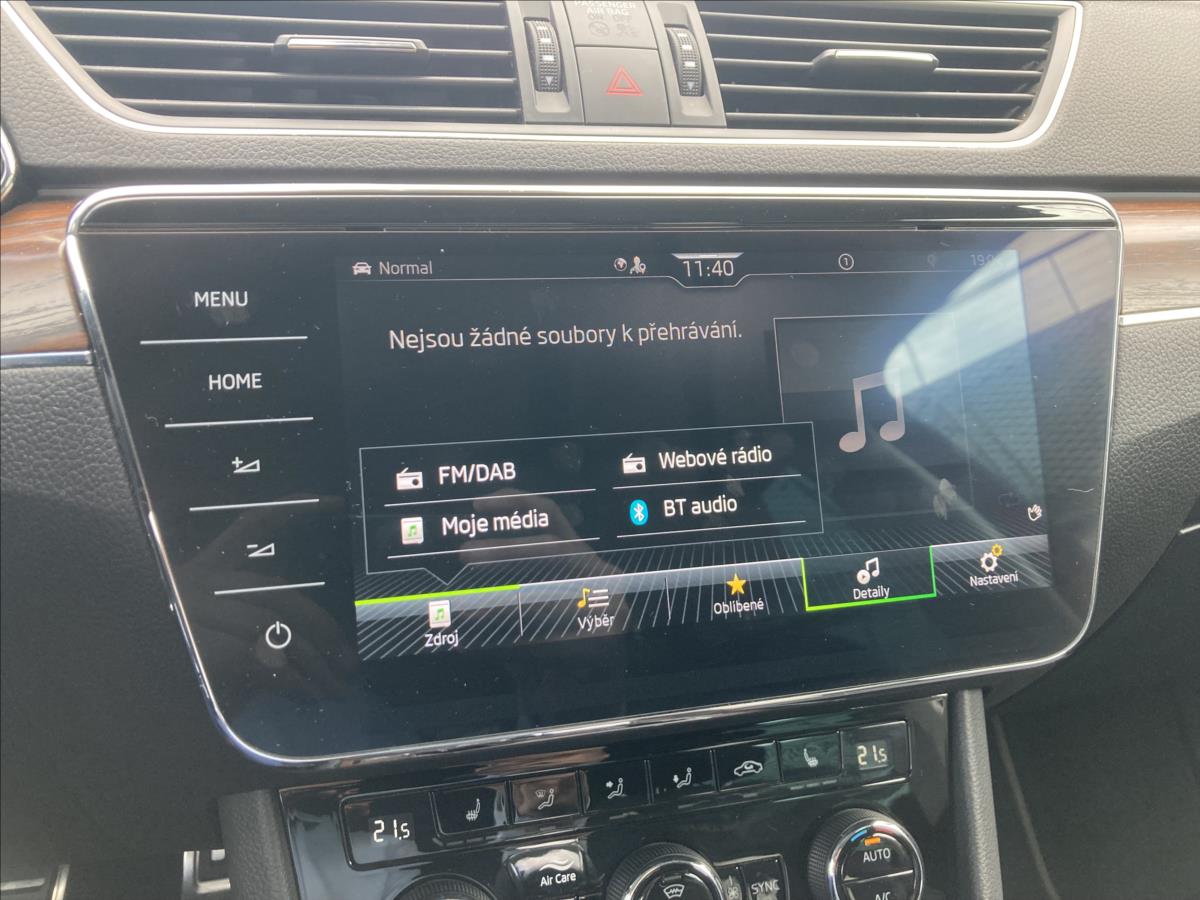 PASSENGER
AIR BAG
Normal
11:40
MENU
HOME
Nejsou žádné soubory k přehrávání.
FM/DAB
Webové rádio
Moje média
BT audio
Zdroj
Výběr
Oblíbené
Detaily
Nastavení
21.5
21.5
Air Care
SYNC
AUTO
A/C